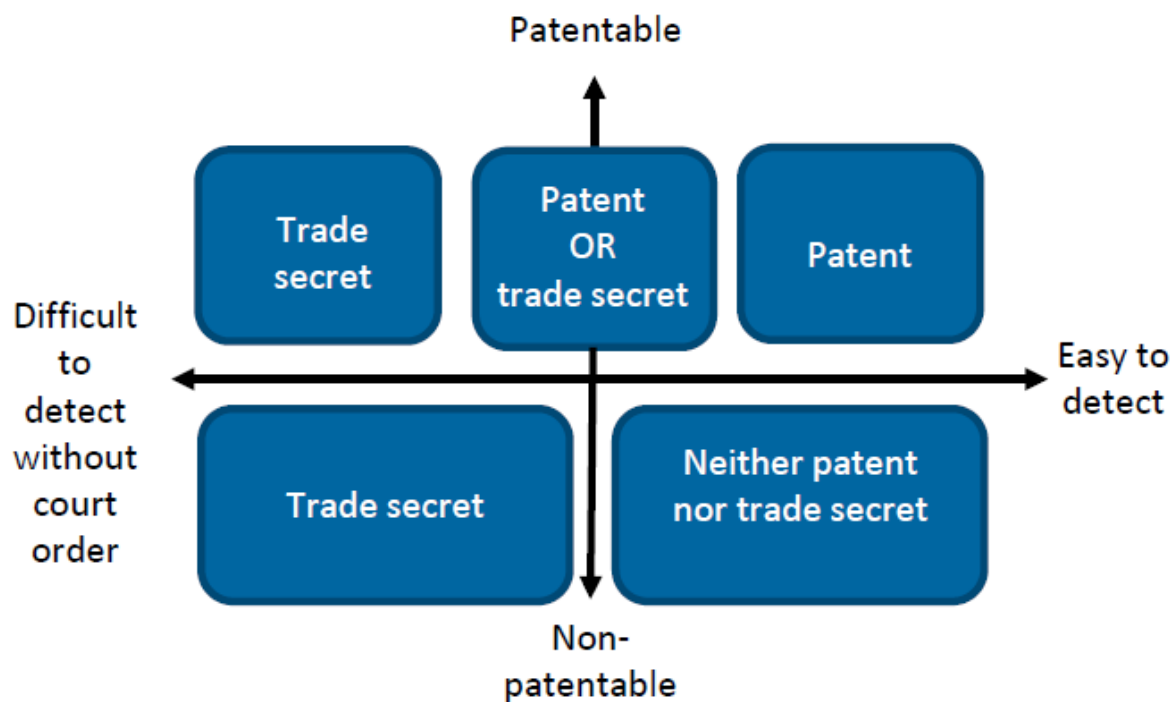 Patentable
Trade
secret
Patent
OR
trade secret
Patent
Difficult
to
detect
without
court
order
Easy to
detect
Trade secret
Neither patent
nor trade secret
Non-
patentable